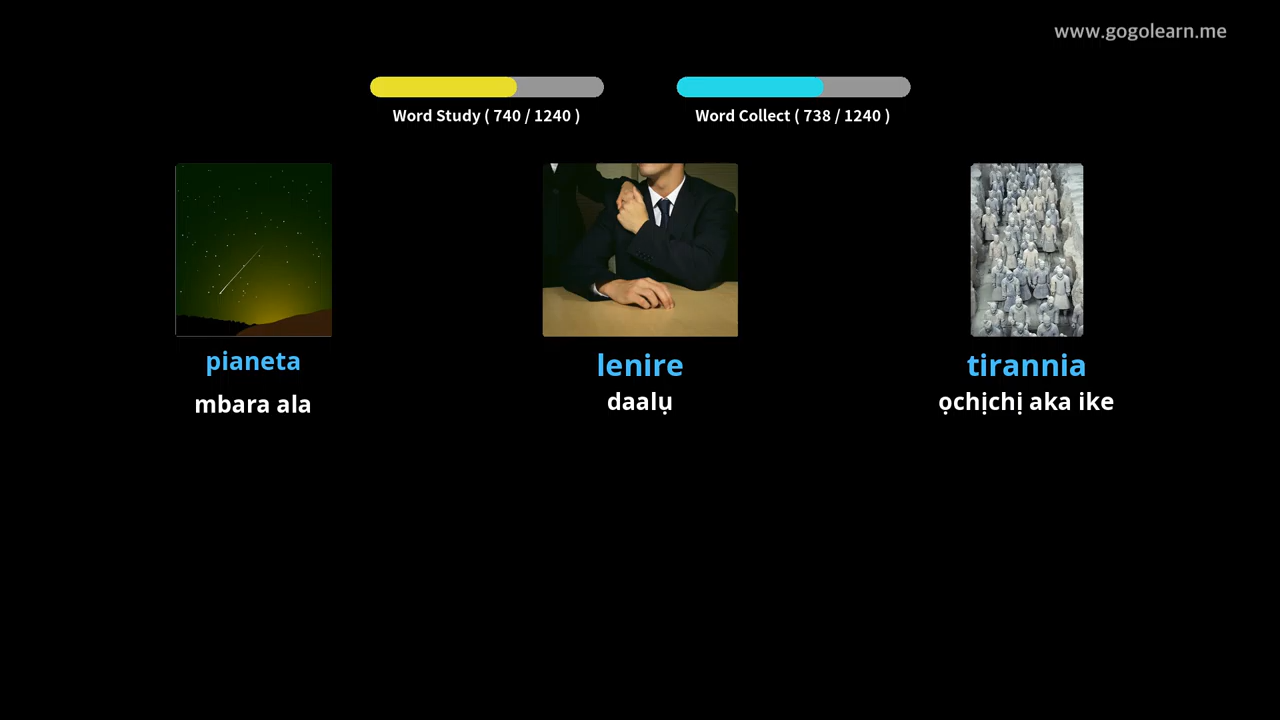 www.gogolearn.me
Word Study ( 740 / 1240 )
Word Collect ( 738 / 1240 )
pianeta
mbara ala
lenire
daalụ
tirannia
ọchịchị aka ike